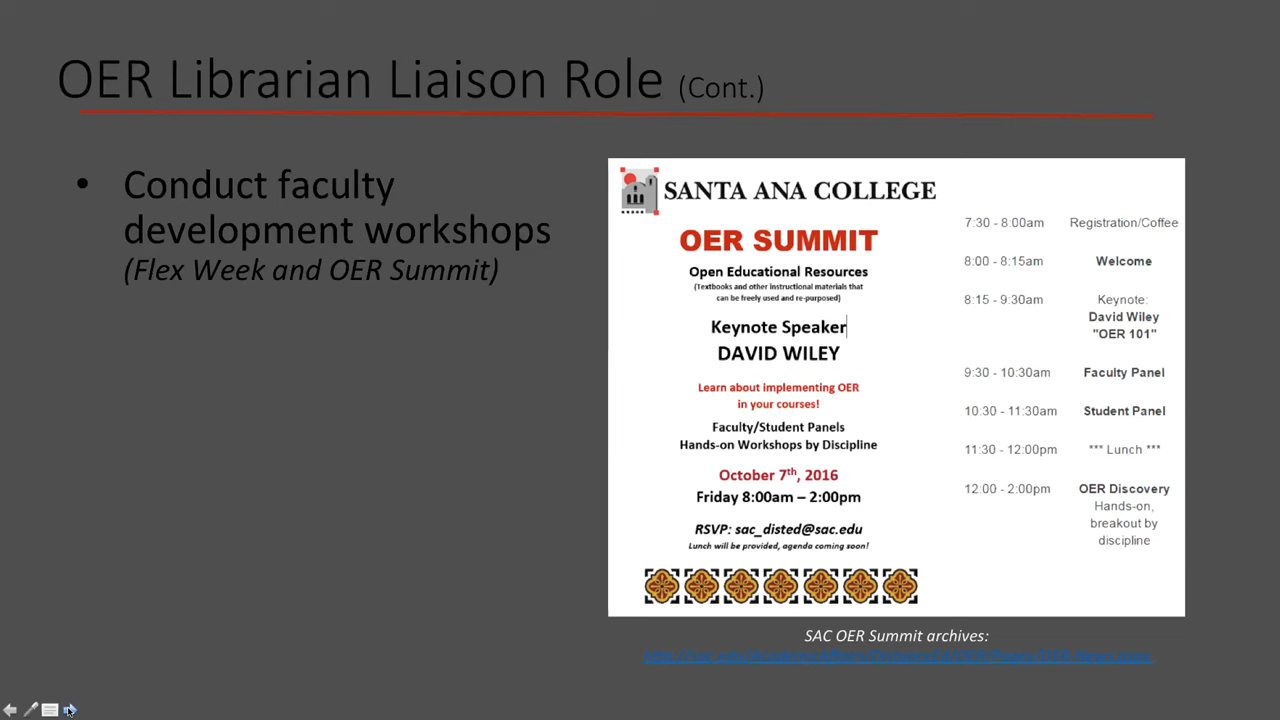 OER Librarian Liaison Role (Cont.)
• Conduct faculty
development workshops
(Flex Week and OER Summit)
SANTA ANA COLLEGE
OER SUMMIT
Open Educational Resources
(Textbooks and other instructional materials that
can be freely used and re-purposed)
Keynote Speaker
DAVID WILEY
Learn about implementing OER
in your courses!
Faculty/Student Panels
Hands-on Workshops by Discipline
October 7th, 2016
Friday 8:00am – 2:00pm
RSVP: sac_disted@sac.edu
Lunch will be provided, agenda coming soon!
7:30 - 8:00am Registration/Coffee
8:00 - 8:15am Welcome
8:15 - 9:30am Keynote:
David Wiley
"OER 101"
9:30 - 10:30am Faculty Panel
10:30 - 11:30am Student Panel
11:30 - 12:00pm *** Lunch ***
12:00 - 2:00pm OER Discovery
Hands-on,
breakout by
discipline
SAC OER Summit archives: